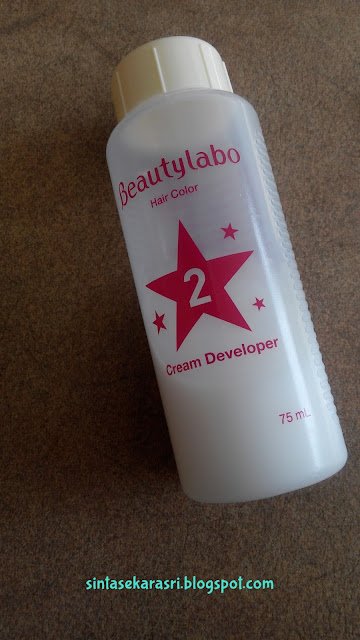 Beautylabo
Hair Color
2
Cream Developer
75 mL
sintasekarasri.blogspot.com